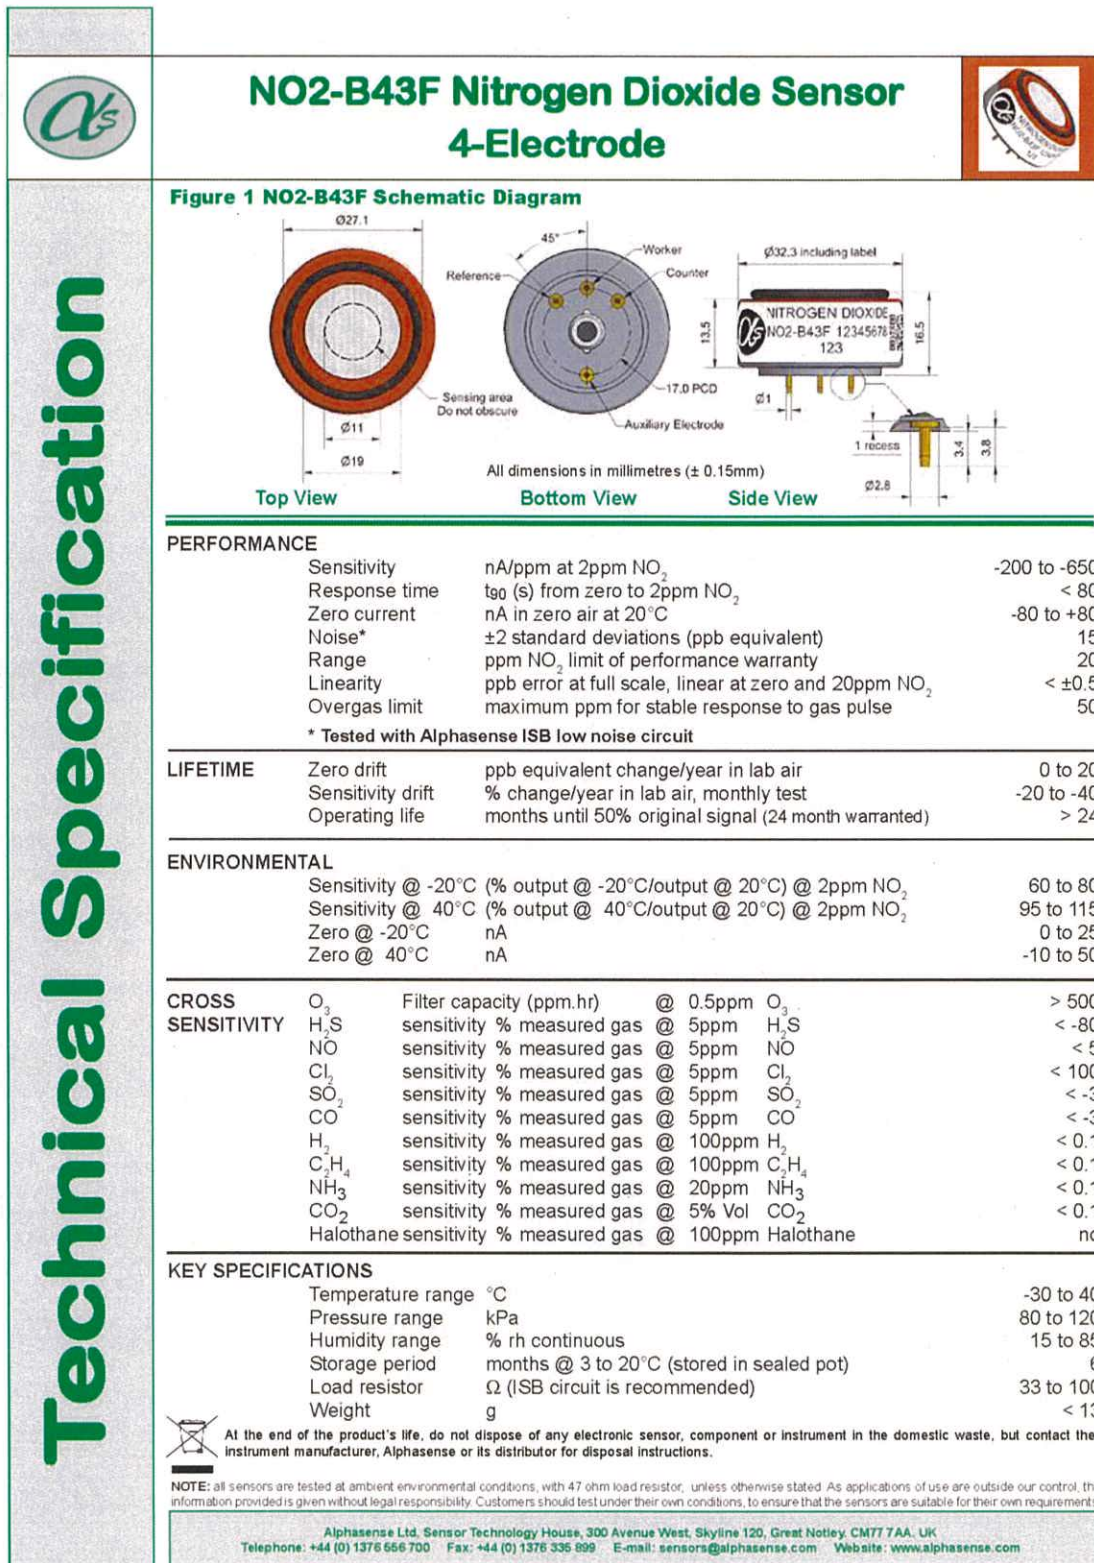 NO2-B43F Nitrogen Dioxide Sensor
4-Electrode
Technical Specification
Figure 1 NO2-B43F Schematic Diagram
Ø27.1
Sensing area
Do not obscure
Ø11
Ø19
Top View
45°
Worker
Reference
Counter
17.0 PCD
Auxiliary Electrode
All dimensions in millimetres (± 0.15mm)
Bottom View
Ø32.3 including label
NITROGEN DIOXIDE
NO2-B43F 12345678
123
13.5
16.5
Ø1
1 recess
3.4
3.8
Ø2.8
Side View
PERFORMANCE
Sensitivity nA/ppm at 2ppm NO₂ -200 to -650
Response time t90 (s) from zero to 2ppm NO₂ < 80
Zero current nA in zero air at 20°C -80 to +80
Noise* ±2 standard deviations (ppb equivalent) 15
Range ppm NO₂ limit of performance warranty 20
Linearity ppb error at full scale, linear at zero and 20ppm NO₂ < ±0.5
Overgas limit maximum ppm for stable response to gas pulse 50
* Tested with Alphasense ISB low noise circuit
LIFETIME Zero drift ppb equivalent change/year in lab air 0 to 20
Sensitivity drift % change/year in lab air, monthly test -20 to -40
Operating life months until 50% original signal (24 month warranted) > 24
ENVIRONMENTAL
Sensitivity @ -20°C (% output @ -20°C/output @ 20°C) @ 2ppm NO₂ 60 to 80
Sensitivity @ 40°C (% output @ 40°C/output @ 20°C) @ 2ppm NO₂ 95 to 115
Zero @ -20°C nA 0 to 25
Zero @ 40°C nA -10 to 50
CROSS O₃ Filter capacity (ppm.hr) @ 0.5ppm O₃ > 500
SENSITIVITY H₂S sensitivity % measured gas @ 5ppm H₂S < -80
NO sensitivity % measured gas @ 5ppm NO < 5
Cl₂ sensitivity % measured gas @ 5ppm Cl₂ < 100
SO₂ sensitivity % measured gas @ 5ppm SO₂ < -3
CO sensitivity % measured gas @ 5ppm CO < -3
H₂ sensitivity % measured gas @ 100ppm H₂ < 0.1
C₂H₄ sensitivity % measured gas @ 100ppm C₂H₄ < 0.1
NH₃ sensitivity % measured gas @ 20ppm NH₃ < 0.1
CO₂ sensitivity % measured gas @ 5% Vol CO₂ < 0.1
Halothane sensitivity % measured gas @ 100ppm Halothane
KEY SPECIFICATIONS
Temperature range °C -30 to 40
Pressure range kPa 80 to 120
Humidity range % rh continuous 15 to 85
Storage period months @ 3 to 20°C (stored in sealed pot) 6
Load resistor Ω (ISB circuit is recommended) 33 to 100
Weight g < 13
At the end of the product's life, do not dispose of any electronic sensor, component or instrument in the domestic waste, but contact the
instrument manufacturer, Alphasense or its distributor for disposal instructions.
NOTE: all sensors are tested at ambient environmental conditions, with 47 ohm load resistor, unless otherwise stated. As applications of use are outside our control, th
information provided is given without legal responsibility. Customers should test under their own conditions, to ensure that the sensors are suitable for their own requirements
Alphasense Ltd, Sensor Technology House, 300 Avenue West, Skyline 120, Great Notley. CM77 7AA. UK
Telephone: +44 (0) 1376 556 700 Fax: +44 (0) 1376 335 899 E-mail: sensors@alphasense.com Website: www.alphasense.com